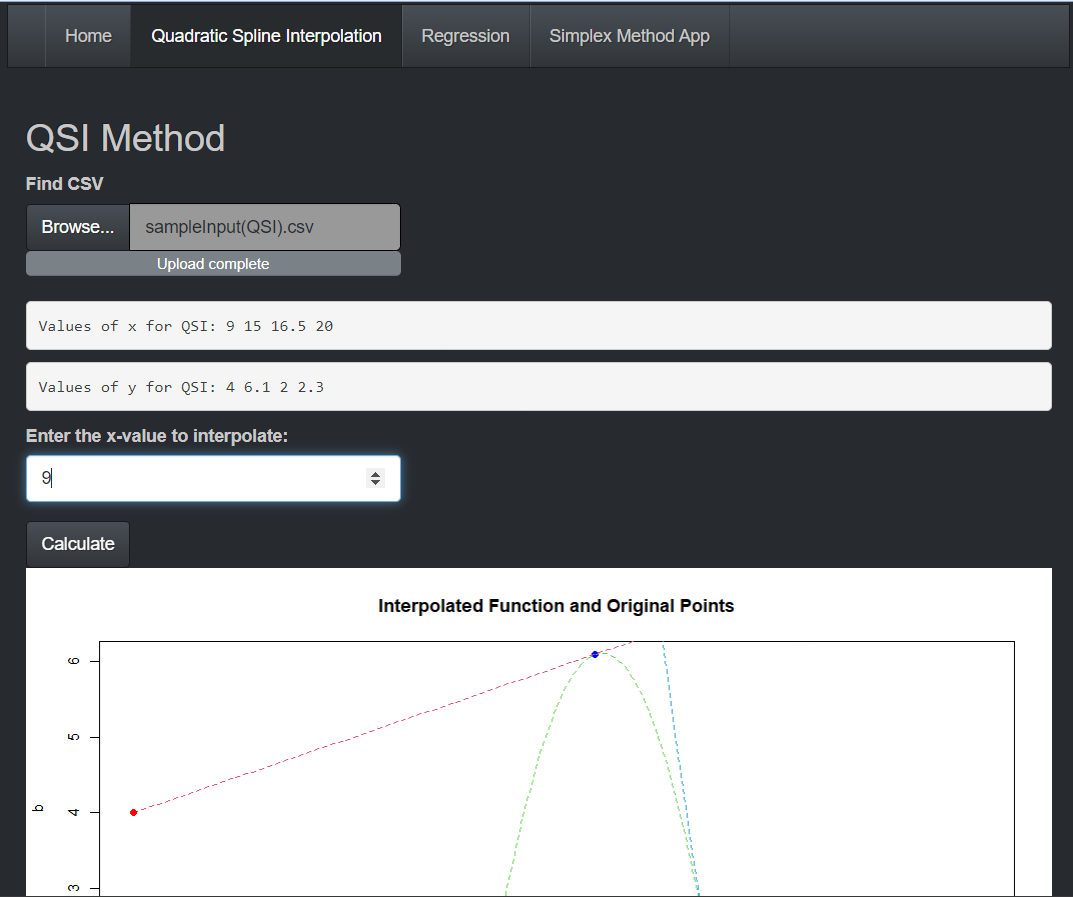 Home Quadratic Spline Interpolation Regression Simplex Method App
QSI Method
Find CSV
Browse... sampleInput(QSI).csv
Upload complete
Values of x for QSI: 9 15 16.5 20
Values of y for QSI: 4 6.1 2 2.3
Enter the x-value to interpolate:
9
Calculate
Interpolated Function and Original Points
6
5
b
4
3